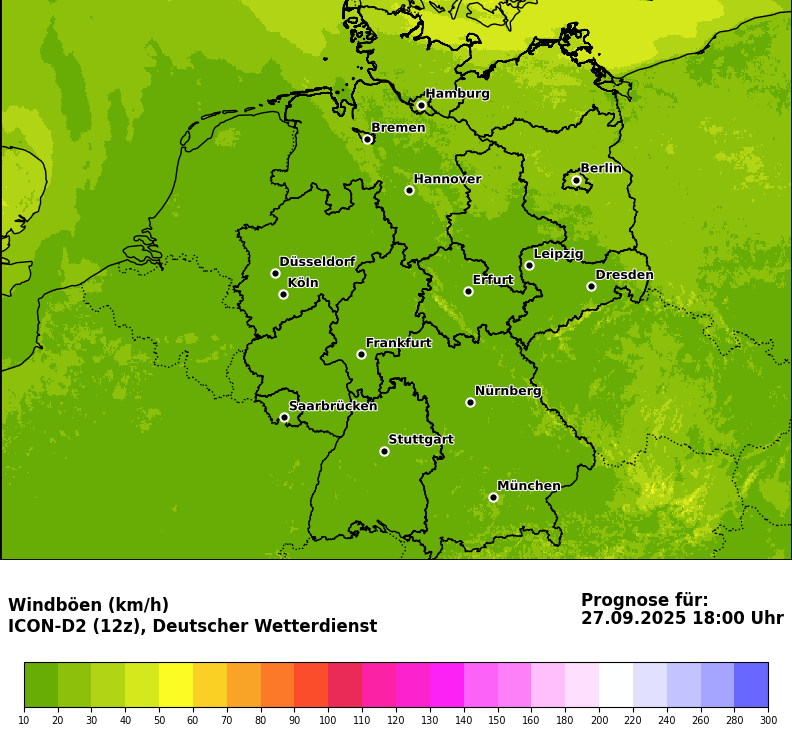 Hamburg
Bremen
Berlin
Hannover
Leipzig
Düsseldorf
Dresden
Köln
Erfurt
Frankfurt
Nürnberg
Saarbrücken
Stuttgart
München
Windböen (km/h)
ICON-D2 (12z), Deutscher Wetterdienst
Prognose für:
27.09.2025 18:00 Uhr
10 20 30 40 50 60 70 80 90 100 110 120 130 140 150 160 180 200 220 240 260 280 300